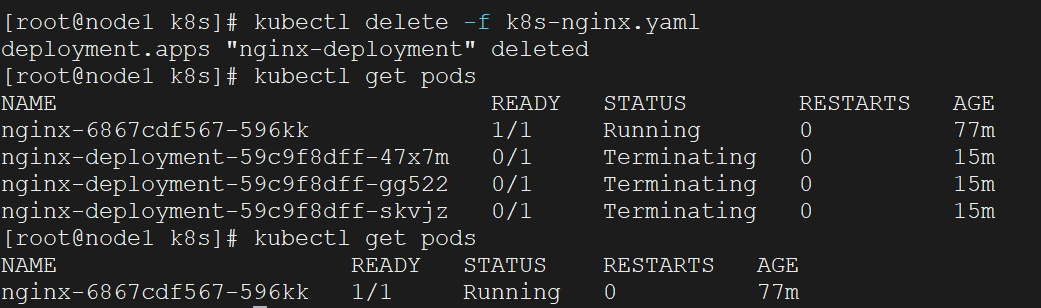 [root@node1 k8s]# kubectl delete -f k8s-nginx.yaml
deployment.apps "nginx-deployment" deleted
[root@node1 k8s]# kubectl get pods
NAME READY STATUS RESTARTS AGE
nginx-6867cdf567-596kk 1/1 Running 0 77m
nginx-deployment-59c9f8dff-47x7m 0/1 Terminating 0 15m
nginx-deployment-59c9f8dff-gg522 0/1 Terminating 0 15m
nginx-deployment-59c9f8dff-skvjz 0/1 Terminating 0 15m
[root@node1 k8s]# kubectl get pods
NAME READY STATUS RESTARTS AGE
nginx-6867cdf567-596kk 1/1 Running 0 77m